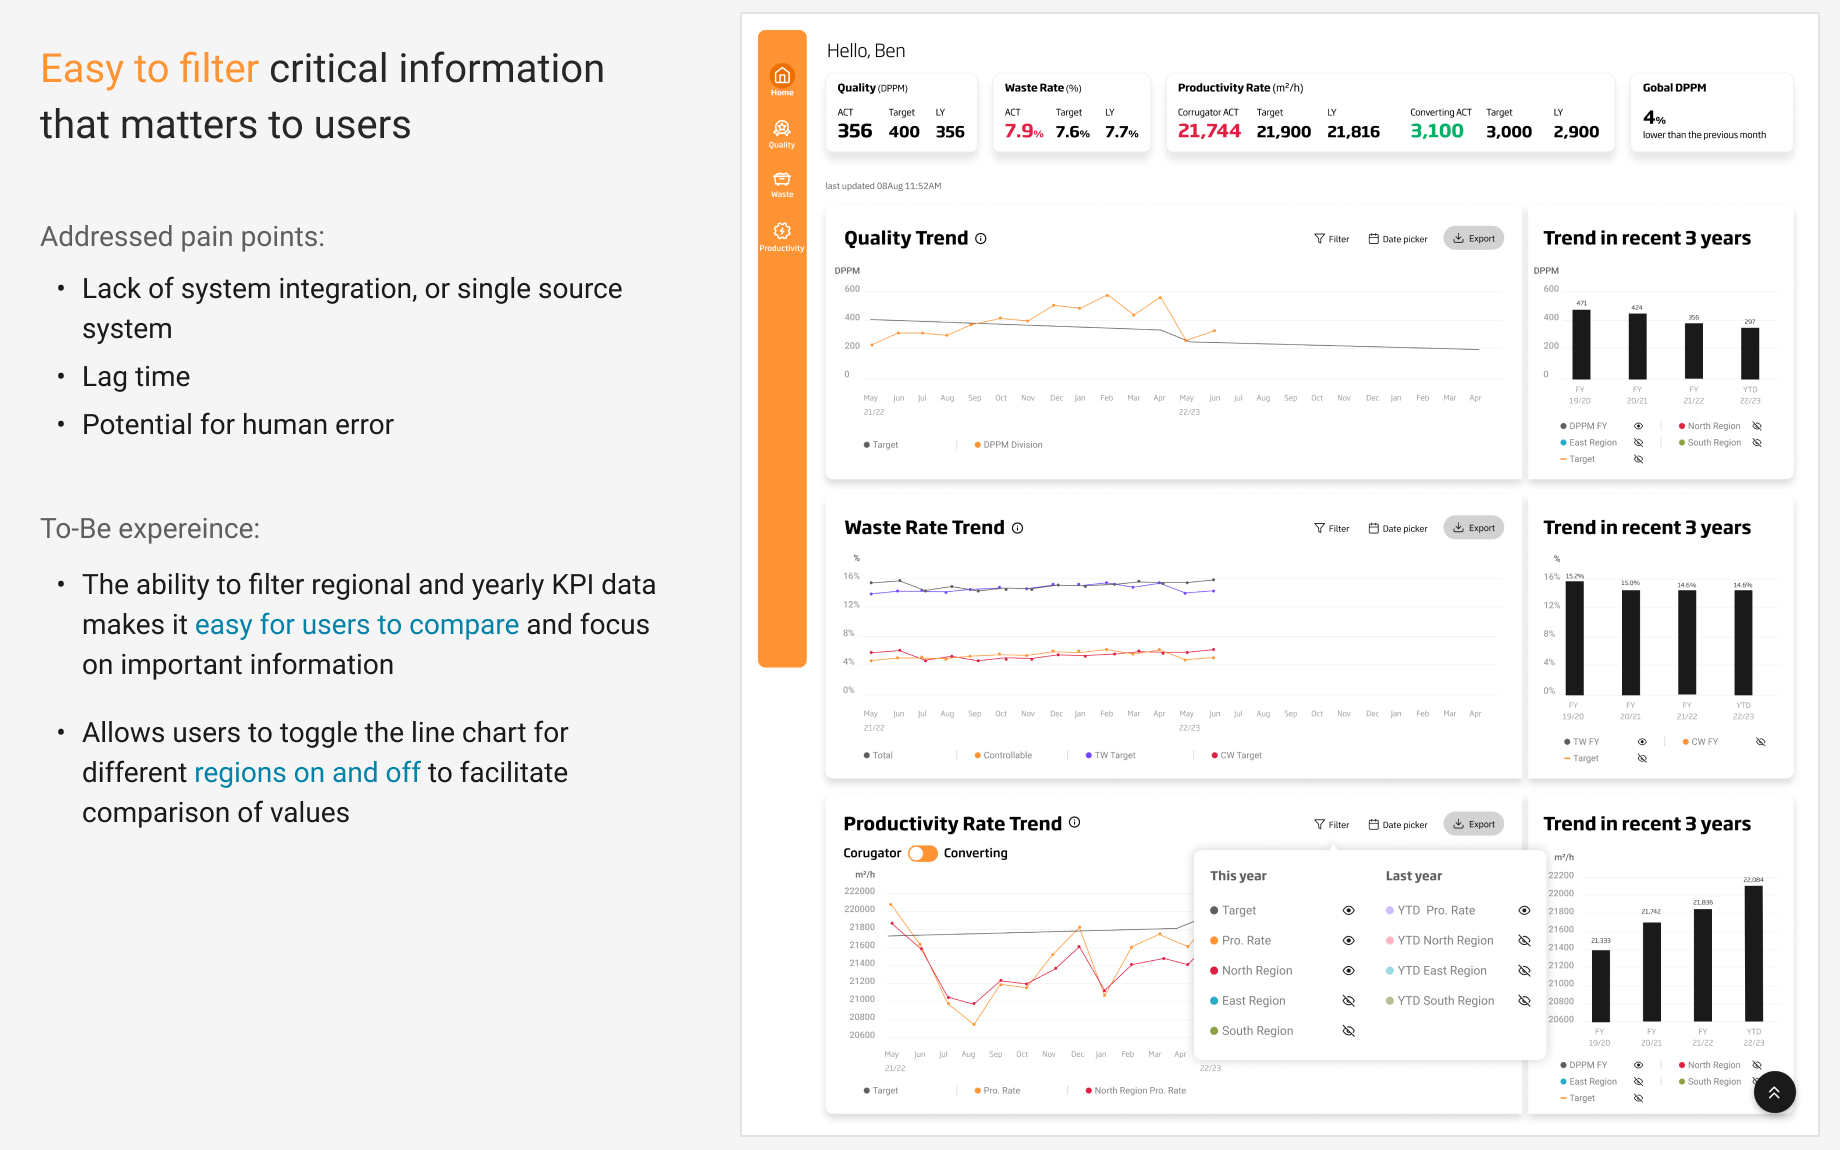 Easy to filter critical information
that matters to users
Addressed pain points:
• Lack of system integration, or single source
system
• Lag time
• Potential for human error
To-Be expereince:
• The ability to filter regional and yearly KPI data
makes it easy for users to compare and focus
on important information
• Allows users to toggle the line chart for
different regions on and off to facilitate
comparison of values
Home
Quality
Waste
Productivity
Hello, Ben
Quality (DPPM)
ACT Target LY
356 400 356
Waste Rate (%)
ACT Target LY
7.9% 7.6% 7.7%
Productivity Rate (m²/h)
Corrugator ACT Target LY Converting ACT Target LY
21,744 21,900 21,816 3,100 3,000 2,900
Gobal DPPM
4%
lower than the previous month
last updated 08Aug 11:52AM
Quality Trend
Filter Date picker Export
DPPM
600
400
200
0
May Jun Jul Aug Sep Oct Nov Dec Jan Feb Mar Apr May Jun Jul Aug Sep Oct Nov Dec Jan Feb Mar Apr
21/22 22/23
Target DPPM Division
Trend in recent 3 years
DPPM
600
400
200
0
471 424 356 297
FY FY FY YTD
19/20 20/21 21/22 22/23
DPPM FY North Region
East Region South Region
Target
Waste Rate Trend
Filter Date picker Export
%
16%
12%
8%
4%
0%
May Jun Jul Aug Sep Oct Nov Dec Jan Feb Mar Apr May Jun Jul Aug Sep Oct Nov Dec Jan Feb Mar Apr
21/22 22/23
Total Controllable TW Target CW Target
Trend in recent 3 years
%
16%
12%
8%
4%
0%
15.2% 15.0% 14.6% 14.6%
FY FY FY YTD
19/20 20/21 21/22 22/23
TW FY CW FY
Target
Productivity Rate Trend
Filter Date picker Export
Corugator Converting
m²/h
222000
220000
21800
21600
21400
21200
21000
20800
20600
May Jun Jul Aug Sep Oct Nov Dec Jan Feb Mar Apr
21/22 22/23
Target Pro. Rate North Region Pro. Rate
This year Last year
Target YTD Pro. Rate
Pro. Rate YTD North Region
North Region YTD East Region
East Region YTD South Region
South Region
Trend in recent 3 years
m²/h
22200
22000
21800
21600
21400
21200
21000
20800
20600
21,333 21,742 21,836 22,084
FY FY FY YTD
19/20 20/21 21/22 22/23
DPPM FY North Region
East Region South Region
Target